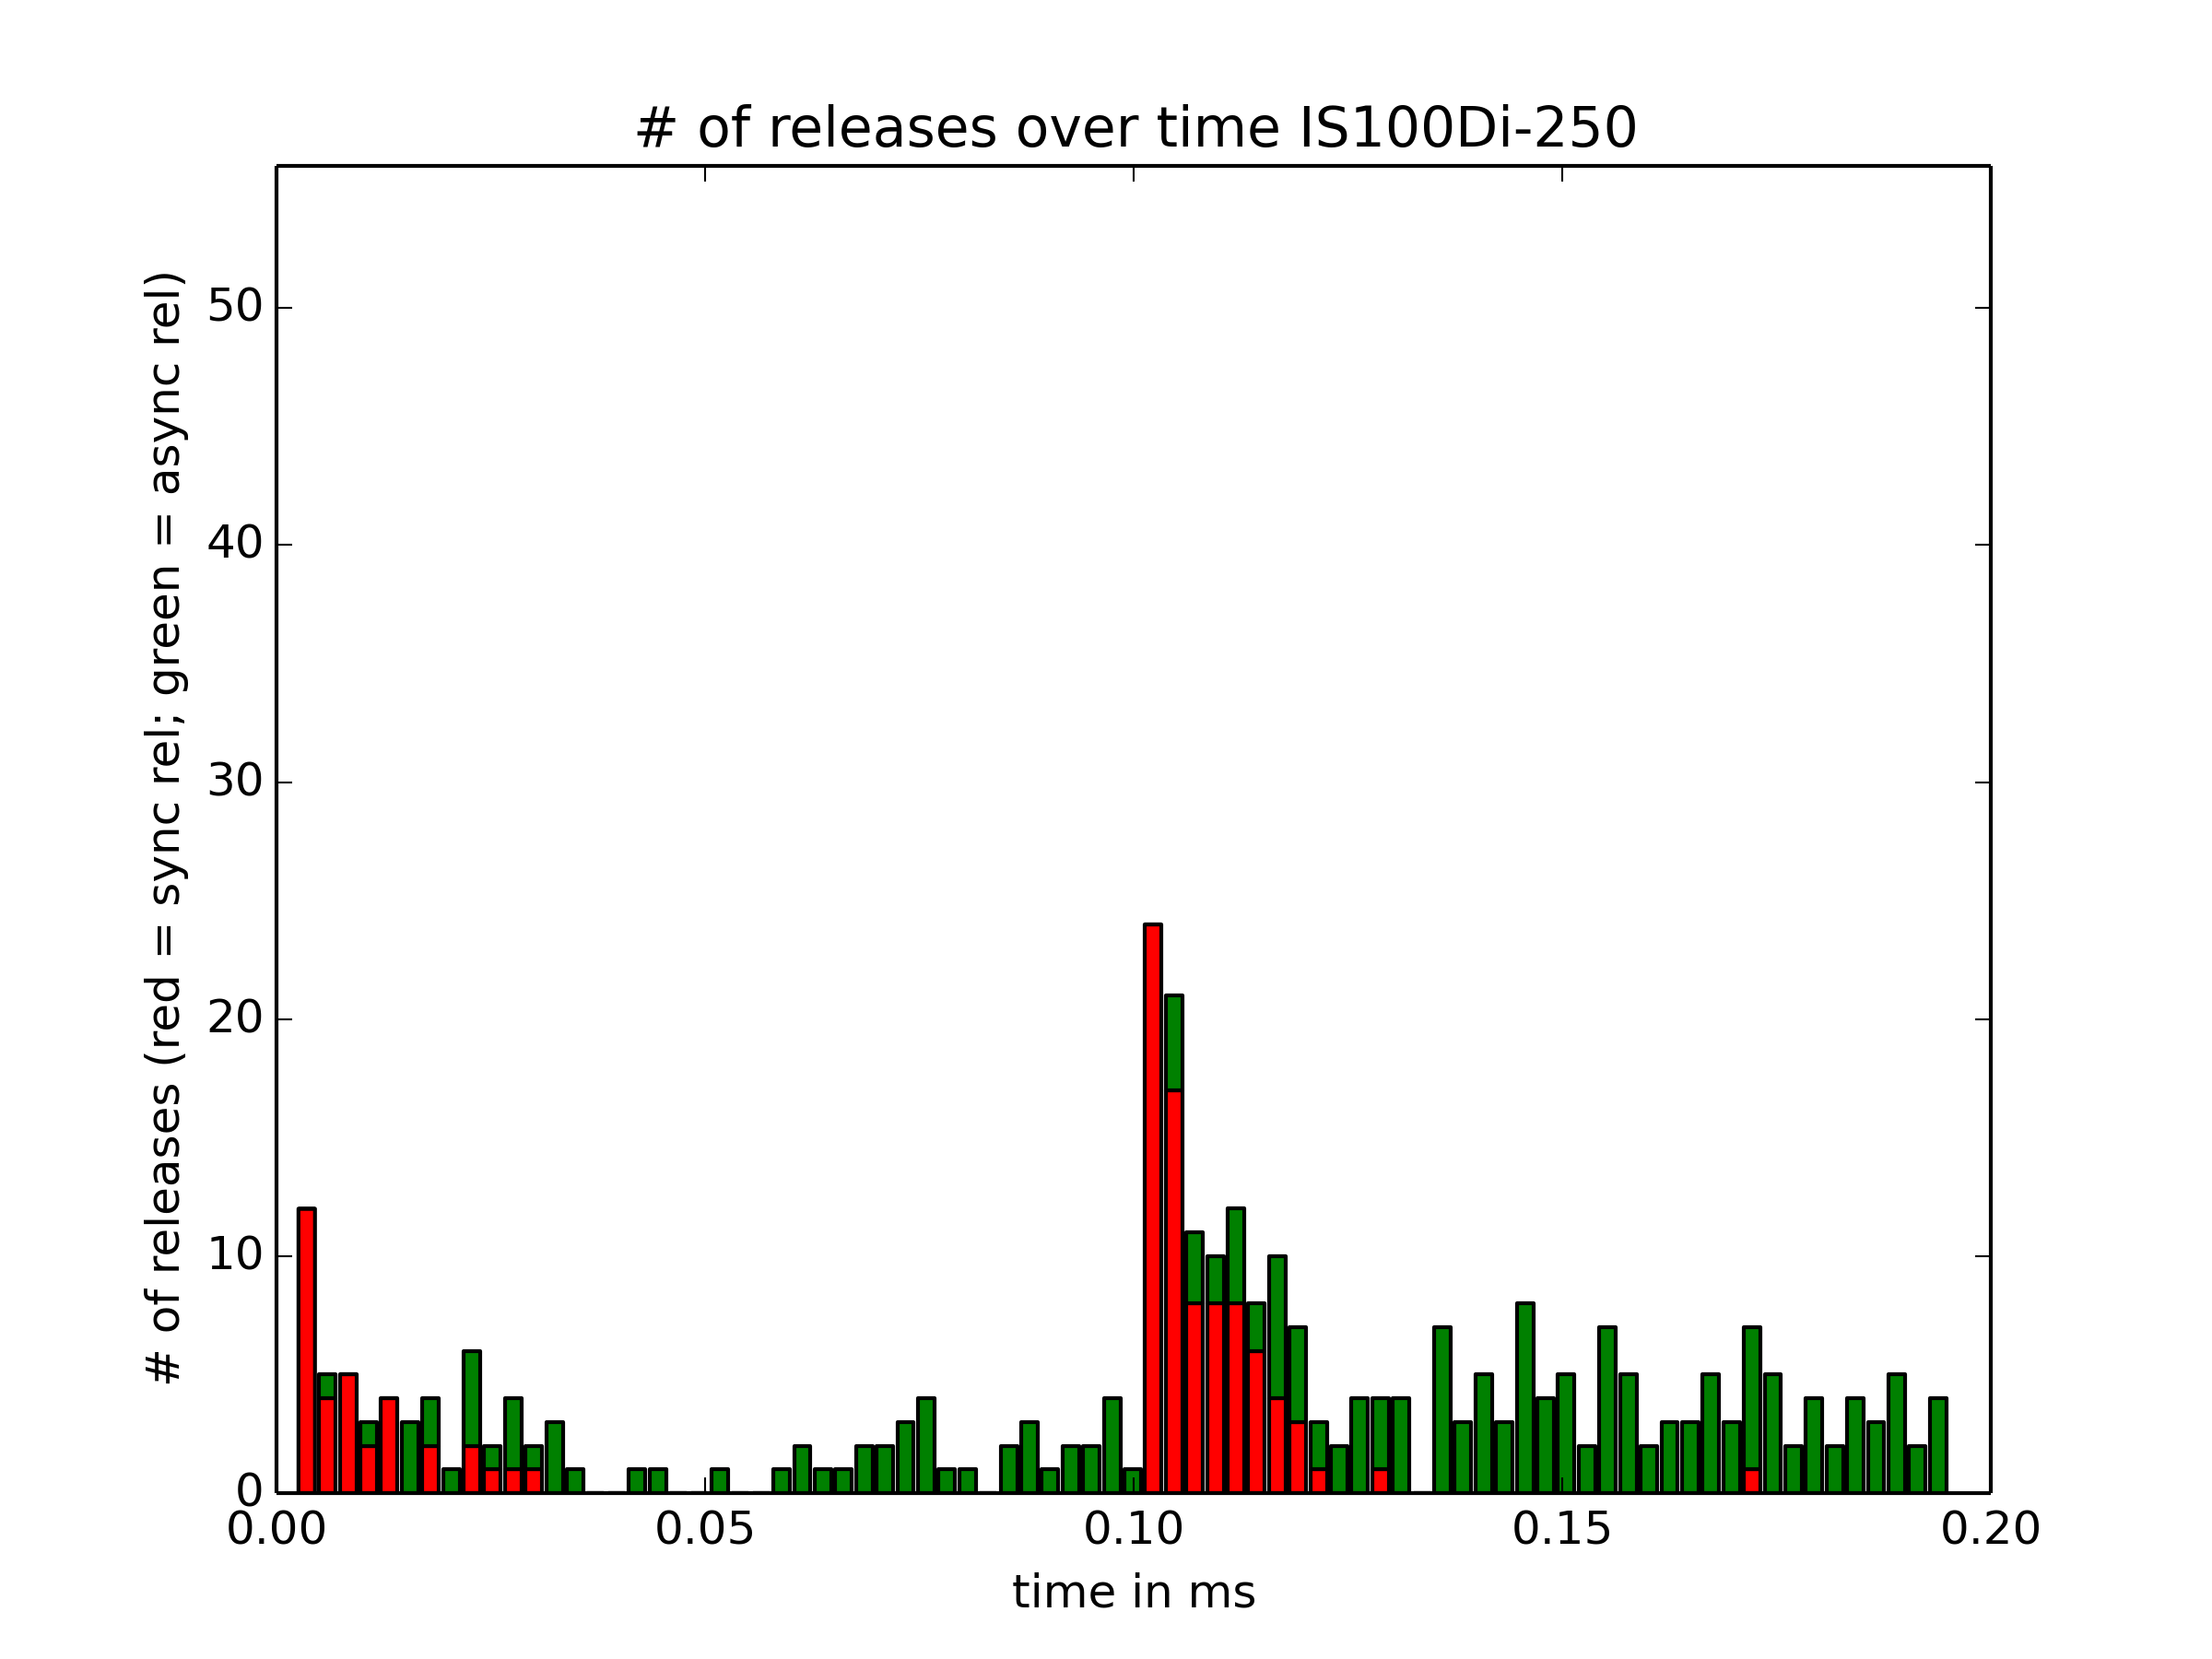 # of releases over time IS100Di-250
# of releases (red = sync rel; green = async rel)
50
40
30
20
10
0
0.00 0.05 0.10 0.15 0.20
time in ms